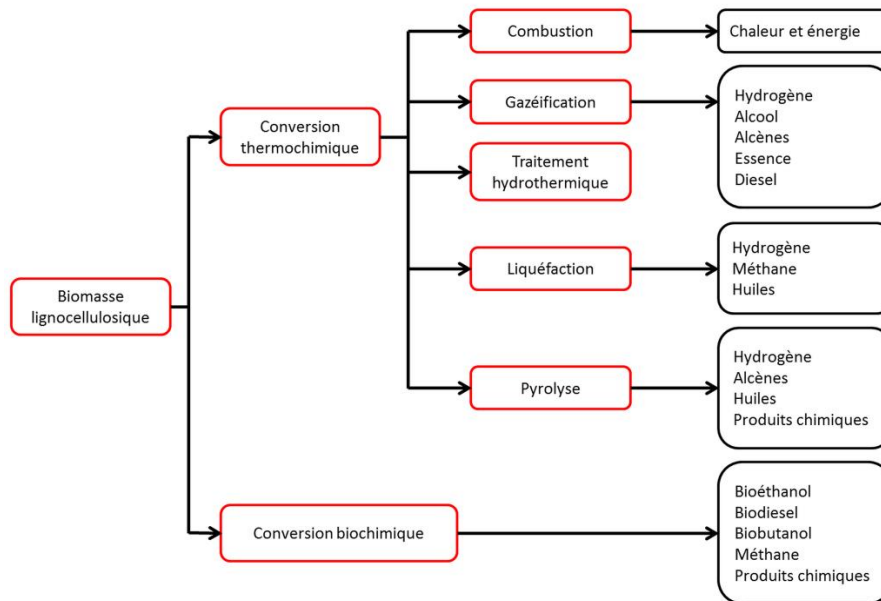 Combustion
Chaleur et énergie
Gazéification
Hydrogène
Alcool
Alcènes
Essence
Diesel
Conversion
thermochimique
Traitement
hydrothermique
Liquéfaction
Hydrogène
Méthane
Huiles
Biomasse
lignocellulosique
Pyrolyse
Hydrogène
Alcènes
Huiles
Produits chimiques
Conversion biochimique
Bioéthanol
Biodiesel
Biobutanol
Méthane
Produits chimiques